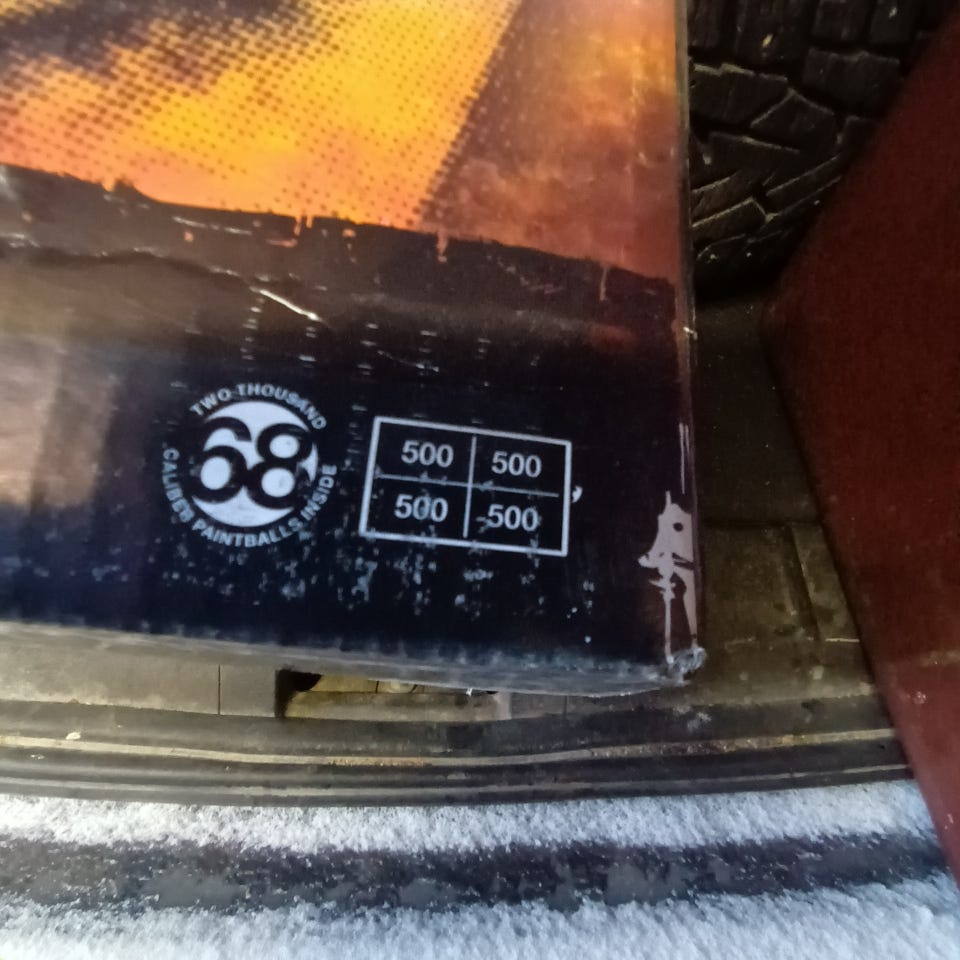 TWO-THOUSAND
68
CALIBER PAINTBALLS INSIDE
500 500
500 500